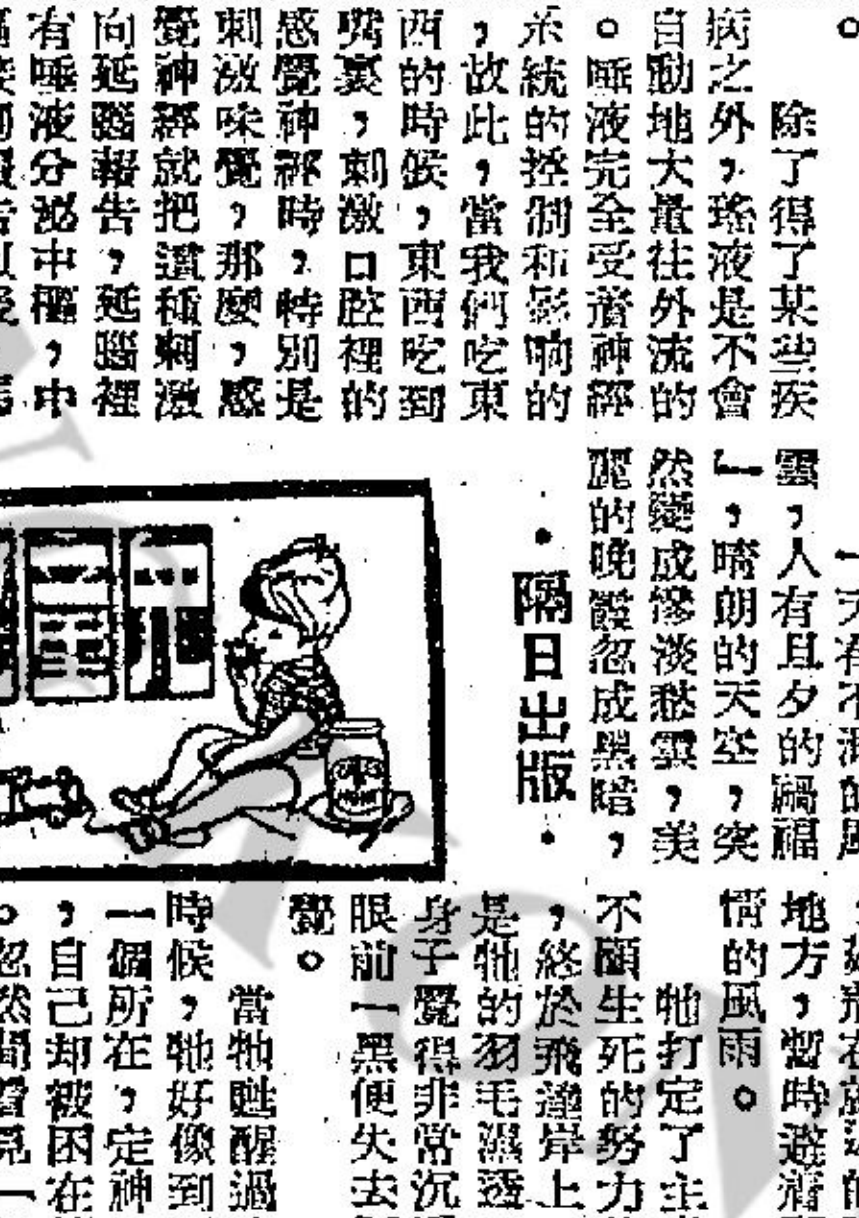 。
除了得了某些疾
病之外，瑤液是不會
自動地大量往外流的
。唾液完全受着神經
系統的控制和影响的
，故此，當我們吃東
西的時候，東西吃到
嘴裏，刺激口腔裡的
感覺神經時，特別是
刺激味覺，那麼，感
覺神經就把這種刺激
向延腦報告，延腦裡
有唾液分泌中樞，中
一天有不測的風
雲，人有旦夕的禍福
」，晴朗的天空，突
然變成慘淡愁雲，美
麗的晚霞忽成黑暗，
・隔日出版・
地方，暫時避着
情的風雨。
牠打定了主
不顧生死的努力
，終於飛達岸上
是牠的羽毛濕透
身子覺得非常沉
眼前一黑便失去
覺。
當牠甦醒過
時候，牠好像到
一個所在，定神
，自己却被困在
。忽然間看見一